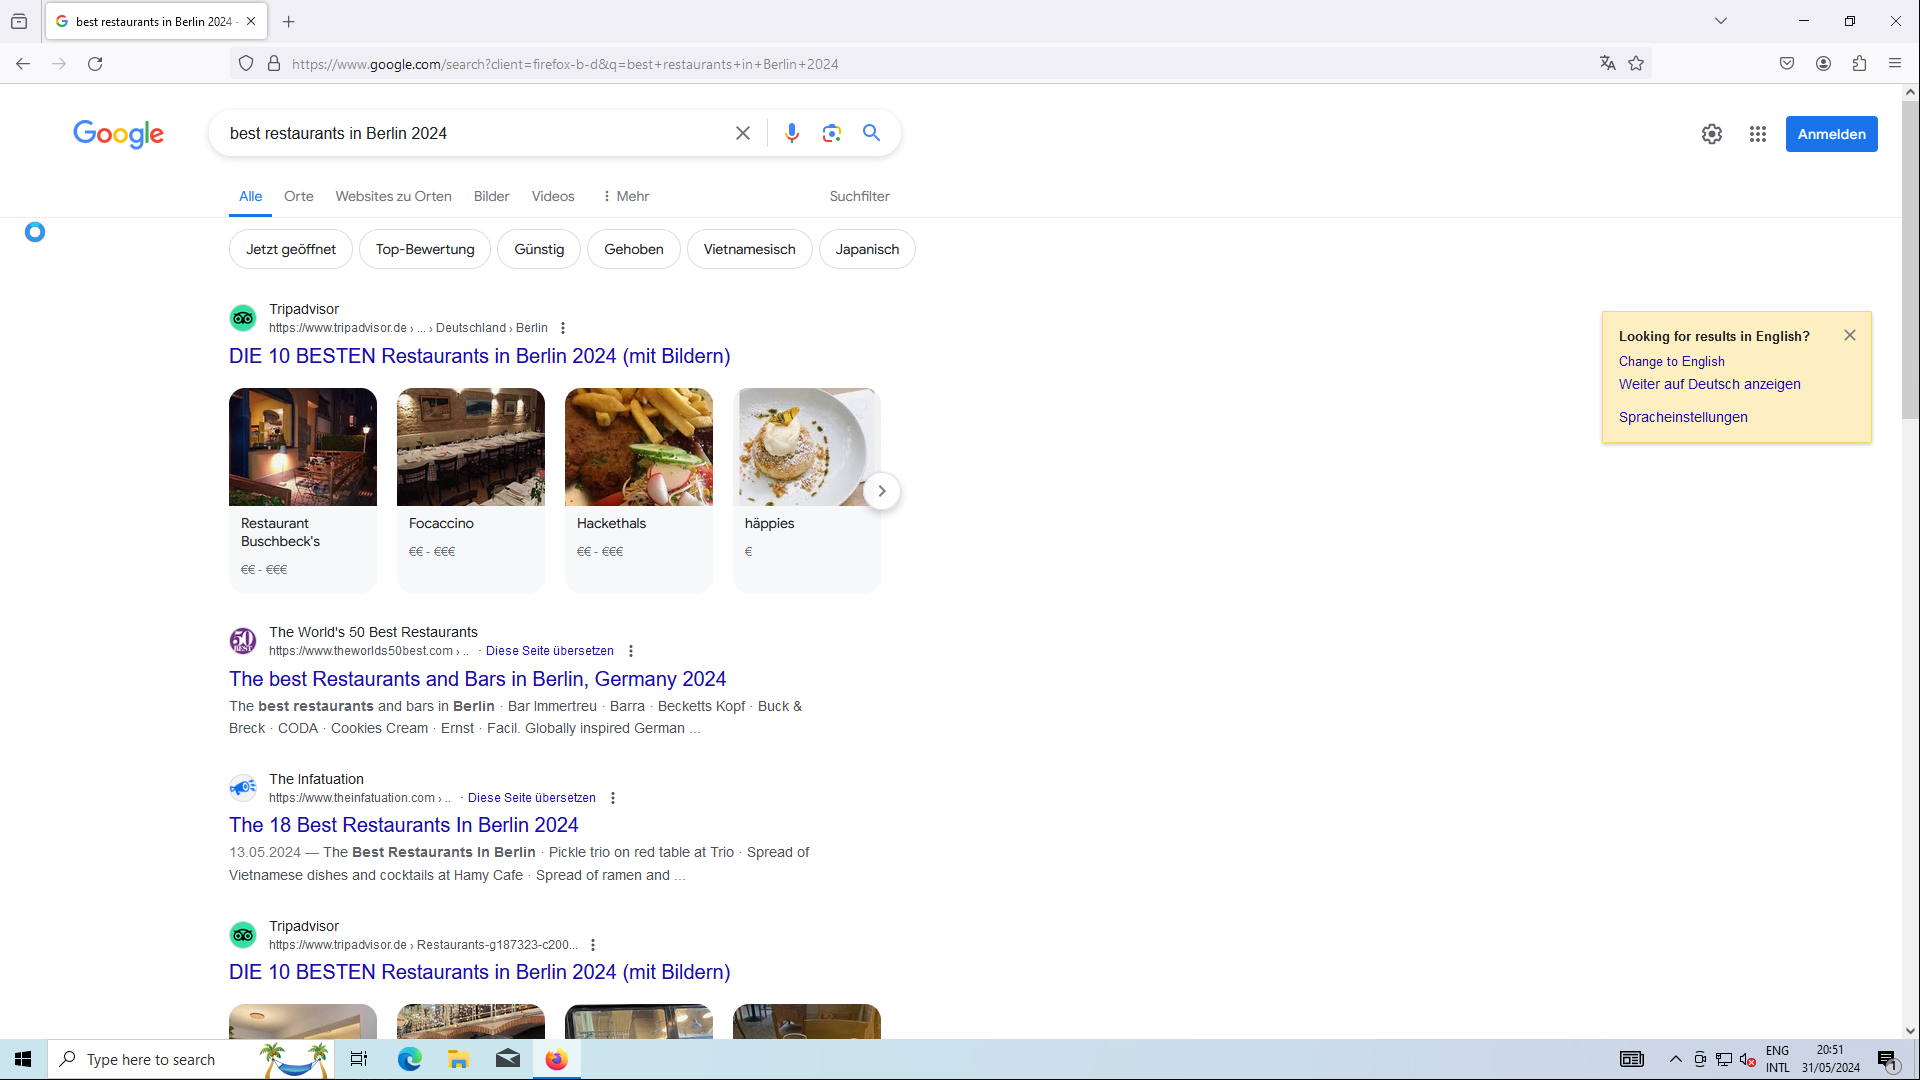 best restaurants in Berlin 2024 -
https://www.google.com/search?client=firefox-b-d&q=best+restaurants+in+Berlin+2024
Google
best restaurants in Berlin 2024
Anmelden
Alle
Orte
Websites zu Orten
Bilder
Videos
Mehr
Suchfilter
Jetzt geöffnet
Top-Bewertung
Günstig
Gehoben
Vietnamesisch
Japanisch
Tripadvisor
https://www.tripadvisor.de › ... › Deutschland › Berlin
DIE 10 BESTEN Restaurants in Berlin 2024 (mit Bildern)
Restaurant
Buschbeck's
€€ - €€€
Focaccino
€€ - €€€
Hackethals
€€ - €€€
häppies
€
Looking for results in English?
Change to English
Weiter auf Deutsch anzeigen
Spracheinstellungen
50
BEST
The World's 50 Best Restaurants
https://www.theworlds50best.com › .. · Diese Seite übersetzen
The best Restaurants and Bars in Berlin, Germany 2024
The best restaurants and bars in Berlin · Bar Immertreu · Barra · Becketts Kopf · Buck &
Breck · CODA · Cookies Cream · Ernst · Facil. Globally inspired German ...
The Infatuation
https://www.theinfatuation.com › .. · Diese Seite übersetzen
The 18 Best Restaurants In Berlin 2024
13.05.2024 — The Best Restaurants In Berlin · Pickle trio on red table at Trio · Spread of
Vietnamese dishes and cocktails at Hamy Cafe · Spread of ramen and ...
Tripadvisor
https://www.tripadvisor.de › Restaurants-g187323-c200...
DIE 10 BESTEN Restaurants in Berlin 2024 (mit Bildern)
Type here to search
ENG
INTL
20:51
31/05/2024
1